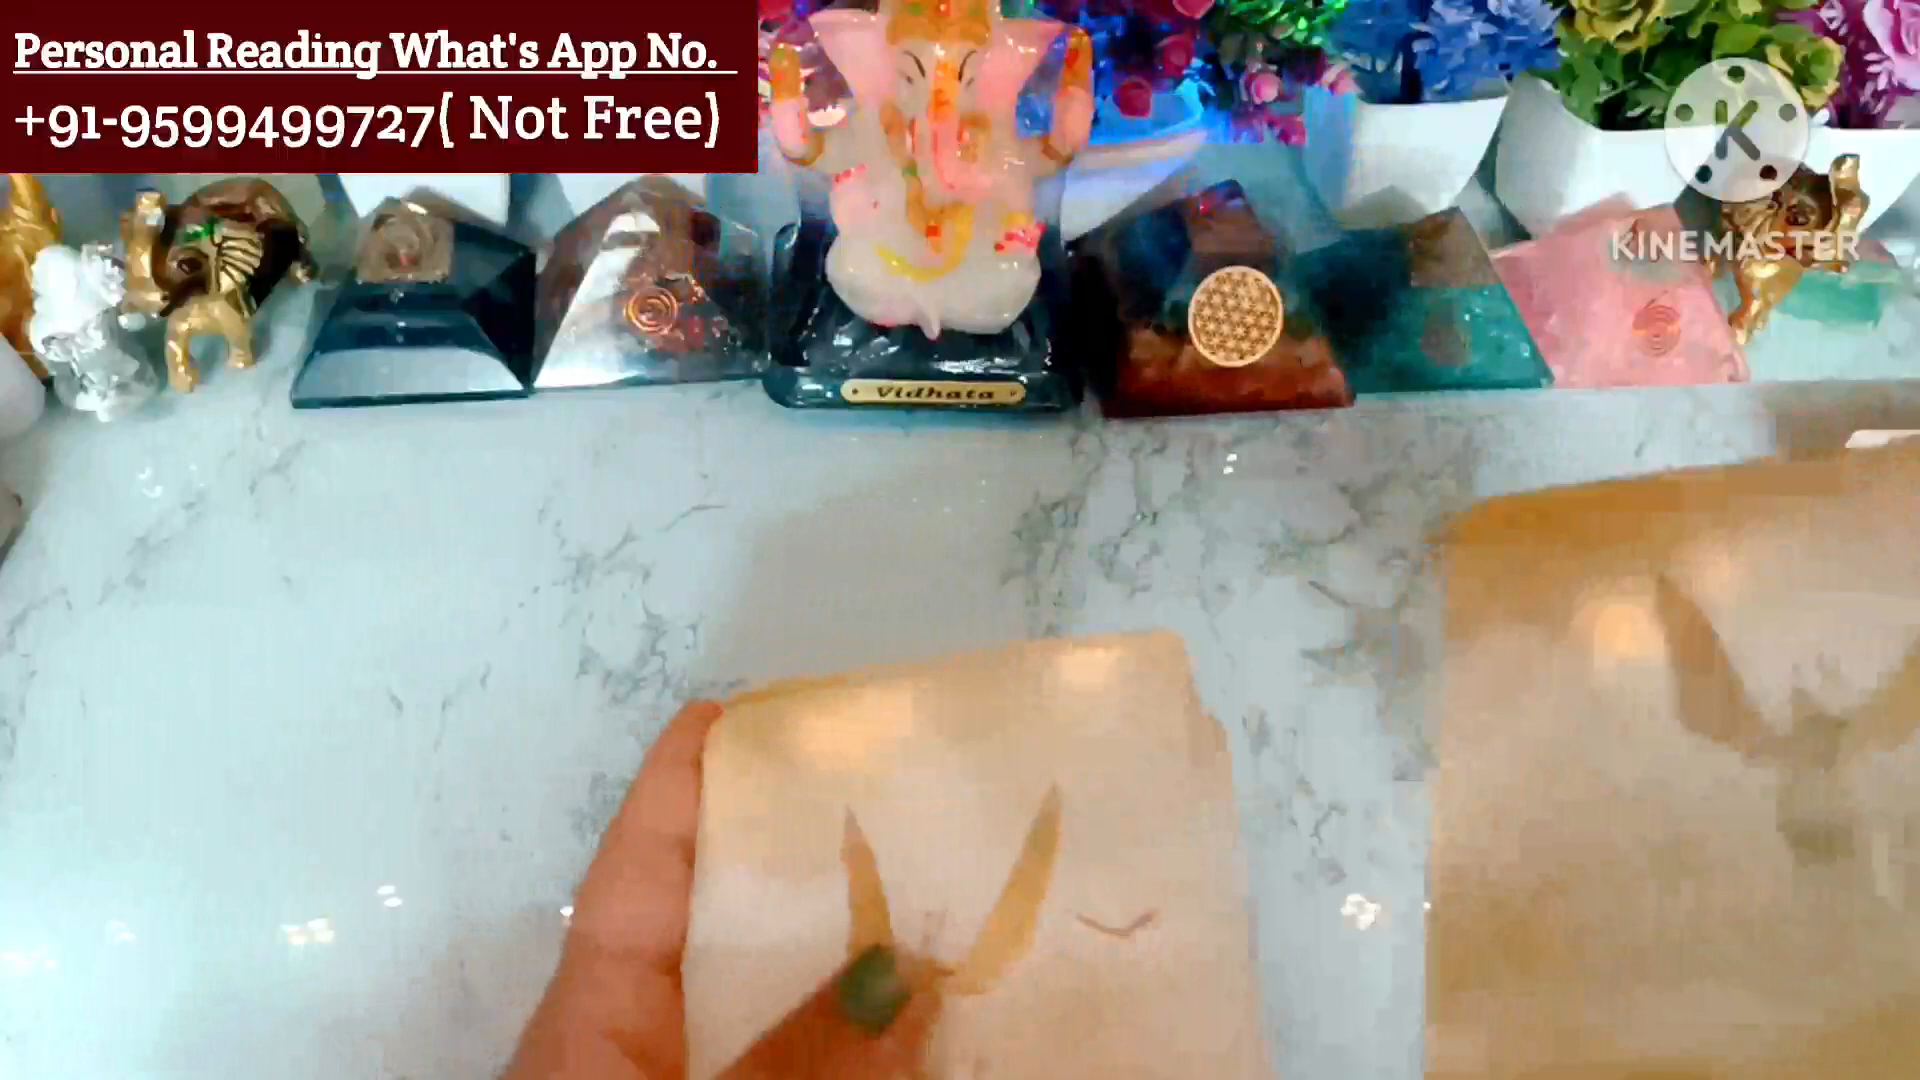 Personal Reading What's App No.
+91-9599499727( Not Free)
K
KINEMASTER
Vidhata